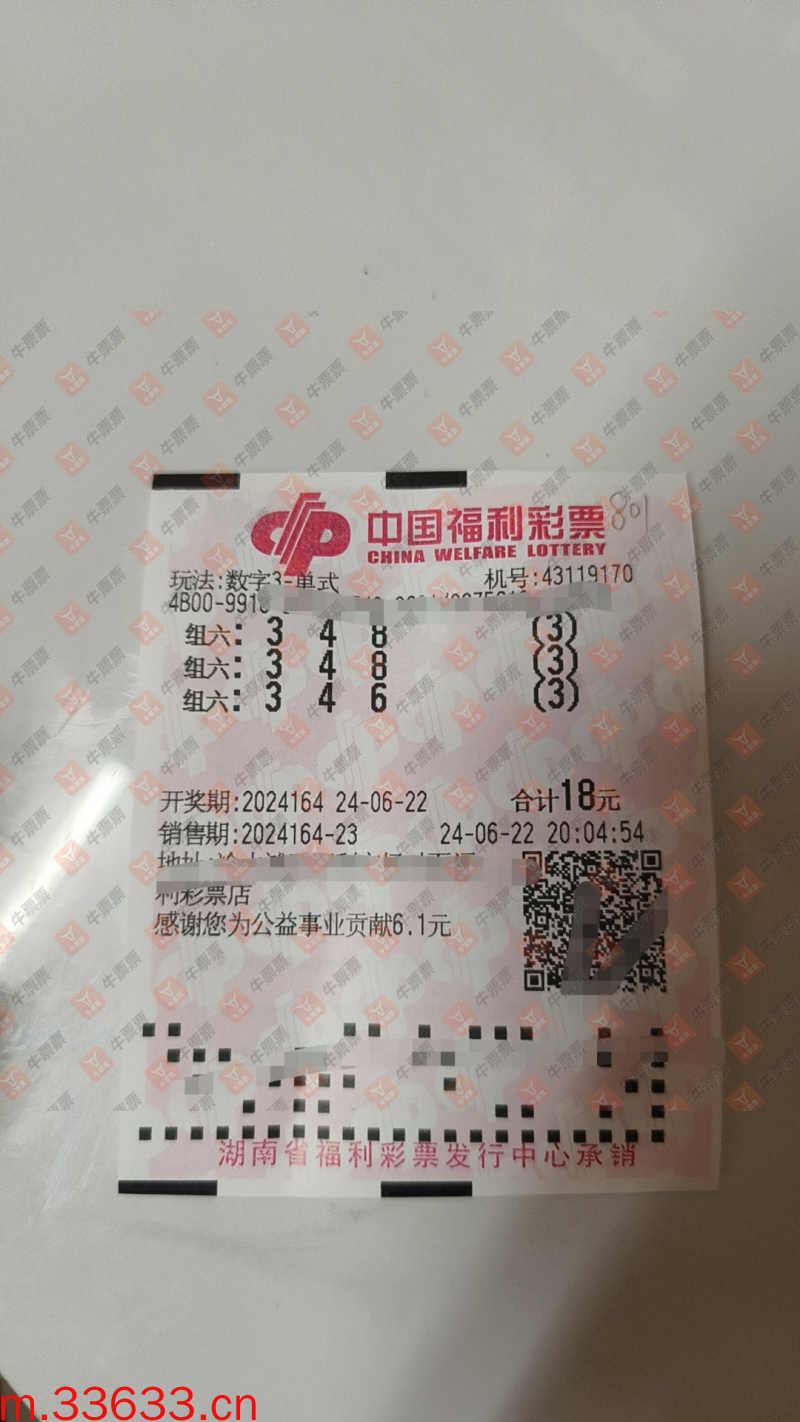 中国福利彩票
801
CHINA WELFARE LOTTERY
玩法:数字3-单式 机号:43119170
4B00-991
组六: 3 4 8 (3)
组六: 3 4 8 (3)
组六: 3 4 6 (3)
开奖期:2024164 24-06-22 合计18元
销售期:2024164-23 24-06-22 20:04:54
地址:
利彩票店
感谢您为公益事业贡献6.1元
湖南省福利彩票发行中心承销
牛票票
m.33633.cn